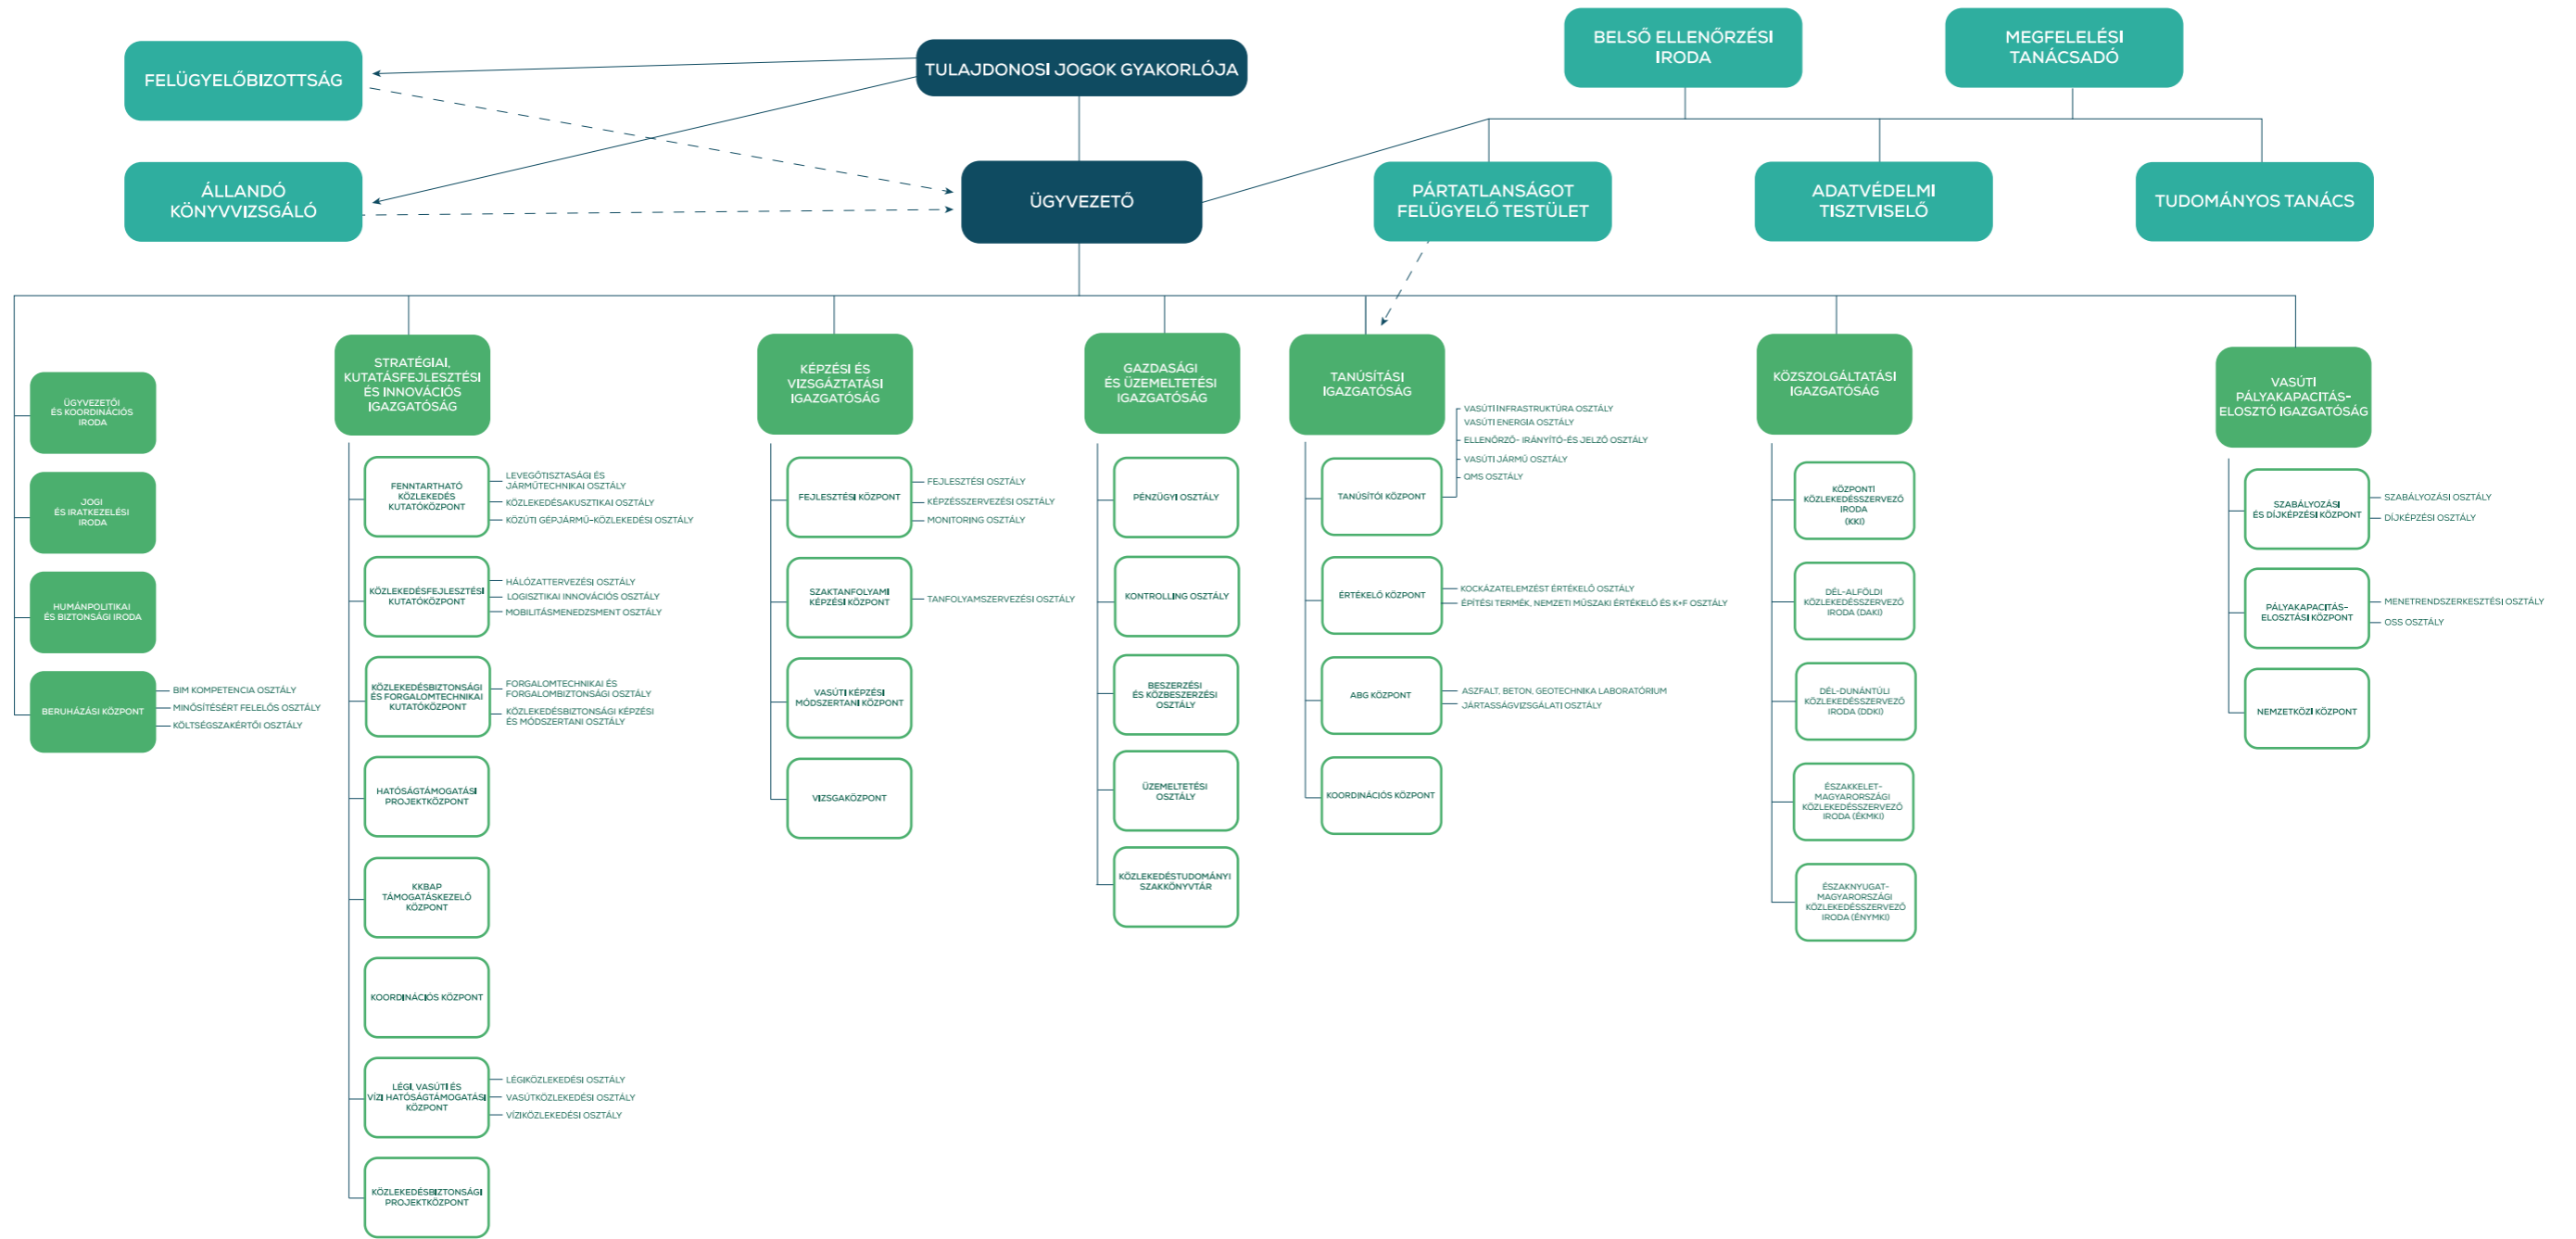 FELÜGYELŐBIZOTTSÁG
TULAJDONOSI JOGOK GYAKORLÓJA
BELSŐ ELLENŐRZÉSI
IRODA
MEGFELELÉSI
TANÁCSADÓ
ÁLLANDÓ
KÖNYVVIZSGÁLÓ
ÜGYVEZETŐ
PÁRTATLANSÁGOT
FELÜGYELŐ TESTÜLET
ADATVÉDELMI
TISZTVISELŐ
TUDOMÁNYOS TANÁCS
ÜGYVEZETŐI
ÉS KOORDINÁCIÓS
IRODA
JOGI
ÉS IRATKEZELÉSI
IRODA
HUMÁNPOLITIKAI
ÉS BIZTONSÁGI IRODA
BERUHÁZÁSI KÖZPONT
BIM KOMPETENCIA OSZTÁLY
MINŐSÍTÉSÉRT FELELŐS OSZTÁLY
KÖLTSÉGSZAKÉRTŐI OSZTÁLY
STRATÉGIAI,
KUTATÁSFEJLESZTÉSI
ÉS INNOVÁCIÓS
IGAZGATÓSÁG
FENNTARTHATÓ
KÖZLEKEDÉS
KUTATÓKÖZPONT
LEVEGŐTISZTASÁGI ÉS
JÁRMŰTECHNIKAI OSZTÁLY
KÖZLEKEDÉSAKUSZTIKAI OSZTÁLY
KÖZÚTI GÉPJÁRMŰ-KÖZLEKEDÉSI OSZTÁLY
KÖZLEKEDÉSFEJLESZTÉSI
KUTATÓKÖZPONT
HÁLÓZATTERVEZÉSI OSZTÁLY
LOGISZTIKAI INNOVÁCIÓS OSZTÁLY
MOBILITÁSMENEDZSMENT OSZTÁLY
KÖZLEKEDÉSBIZTONSÁGI
ÉS FORGALOMTECHNIKAI
KUTATÓKÖZPONT
FORGALOMTECHNIKAI ÉS
FORGALOMBIZTONSÁGI OSZTÁLY
KÖZLEKEDÉSBIZTONSÁGI KÉPZÉSI
ÉS MÓDSZERTANI OSZTÁLY
HATÓSÁGTÁMOGATÁSI
PROJEKTKÖZPONT
KKBAP
TÁMOGATÁSKEZELŐ
KÖZPONT
KOORDINÁCIÓS KÖZPONT
LÉGI, VASÚTI ÉS
VÍZI HATÓSÁGTÁMOGATÁSI
KÖZPONT
LÉGIKÖZLEKEDÉSI OSZTÁLY
VASÚTKÖZLEKEDÉSI OSZTÁLY
VÍZIKÖZLEKEDÉSI OSZTÁLY
KÖZLEKEDÉSBIZTONSÁGI
PROJEKTKÖZPONT
KÉPZÉSI ÉS
VIZSGÁZTATÁSI
IGAZGATÓSÁG
FEJLESZTÉSI KÖZPONT
FEJLESZTÉSI OSZTÁLY
KÉPZÉSSZERVEZÉSI OSZTÁLY
MONITORING OSZTÁLY
SZAKTANFOLYAMI
KÉPZÉSI KÖZPONT
TANFOLYAMSZERVEZÉSI OSZTÁLY
VASÚTI KÉPZÉSI
MÓDSZERTANI KÖZPONT
VIZSGAKÖZPONT
GAZDASÁGI
ÉS ÜZEMELTETÉSI
IGAZGATÓSÁG
PÉNZÜGYI OSZTÁLY
KONTROLLING OSZTÁLY
BESZERZÉSI
ÉS KÖZBESZERZÉSI
OSZTÁLY
ÜZEMELTETÉSI
OSZTÁLY
KÖZLEKEDÉSTUDOMÁNYI
SZAKKÖNYVTÁR
TANÚSÍTÁSI
IGAZGATÓSÁG
VASÚTI INFRASTRUKTÚRA OSZTÁLY
VASÚTI ENERGIA OSZTÁLY
ELLENŐRZŐ- IRÁNYÍTÓ-ÉS JELZŐ OSZTÁLY
VASÚTI JÁRMŰ OSZTÁLY
QMS OSZTÁLY
TANÚSÍTÓI KÖZPONT
ÉRTÉKELŐ KÖZPONT
KOCKÁZATELEMZÉST ÉRTÉKELŐ OSZTÁLY
ÉPÍTÉSI TERMÉK, NEMZETI MŰSZAKI ÉRTÉKELŐ ÉS K+F OSZTÁLY
ABG KÖZPONT
ASZFALT, BETON, GEOTECHNIKA LABORATÓRIUM
JÁRTASSÁGVIZSGÁLATI OSZTÁLY
KOORDINÁCIÓS KÖZPONT
KÖZSZOLGÁLTATÁSI
IGAZGATÓSÁG
KÖZPONTI
KÖZLEKEDÉSSZERVEZŐ
IRODA
(KKI)
DÉL-ALFÖLDI
KÖZLEKEDÉSSZERVEZŐ
IRODA (DAKI)
DÉL-DUNÁNTÚLI
KÖZLEKEDÉSSZERVEZŐ
IRODA (DDKI)
ÉSZAKKELET-
MAGYARORSZÁGI
KÖZLEKEDÉSSZERVEZŐ
IRODA (ÉKMKI)
ÉSZAKNYUGAT-
MAGYARORSZÁGI
KÖZLEKEDÉSSZERVEZŐ
IRODA (ÉNYMKI)
VASÚTI
PÁLYAKAPACITÁS-
ELOSZTÓ IGAZGATÓSÁG
SZABÁLYOZÁSI
ÉS DÍJKÉPZÉSI KÖZPONT
SZABÁLYOZÁSI OSZTÁLY
DÍJKÉPZÉSI OSZTÁLY
PÁLYAKAPACITÁS-
ELOSZTÁSI KÖZPONT
MENETRENDSZERKESZTÉSI OSZTÁLY
OSS OSZTÁLY
NEMZETKÖZI KÖZPONT